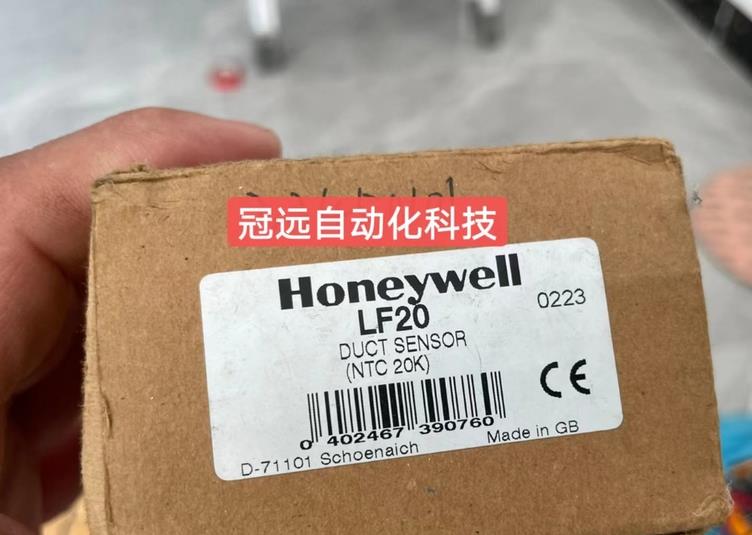 冠远自动化科技
Honeywell
LF20
0223
DUCT SENSOR
(NTC 20K)
CE
0 402467 390760
D-71101 Schoenaich
Made in GB